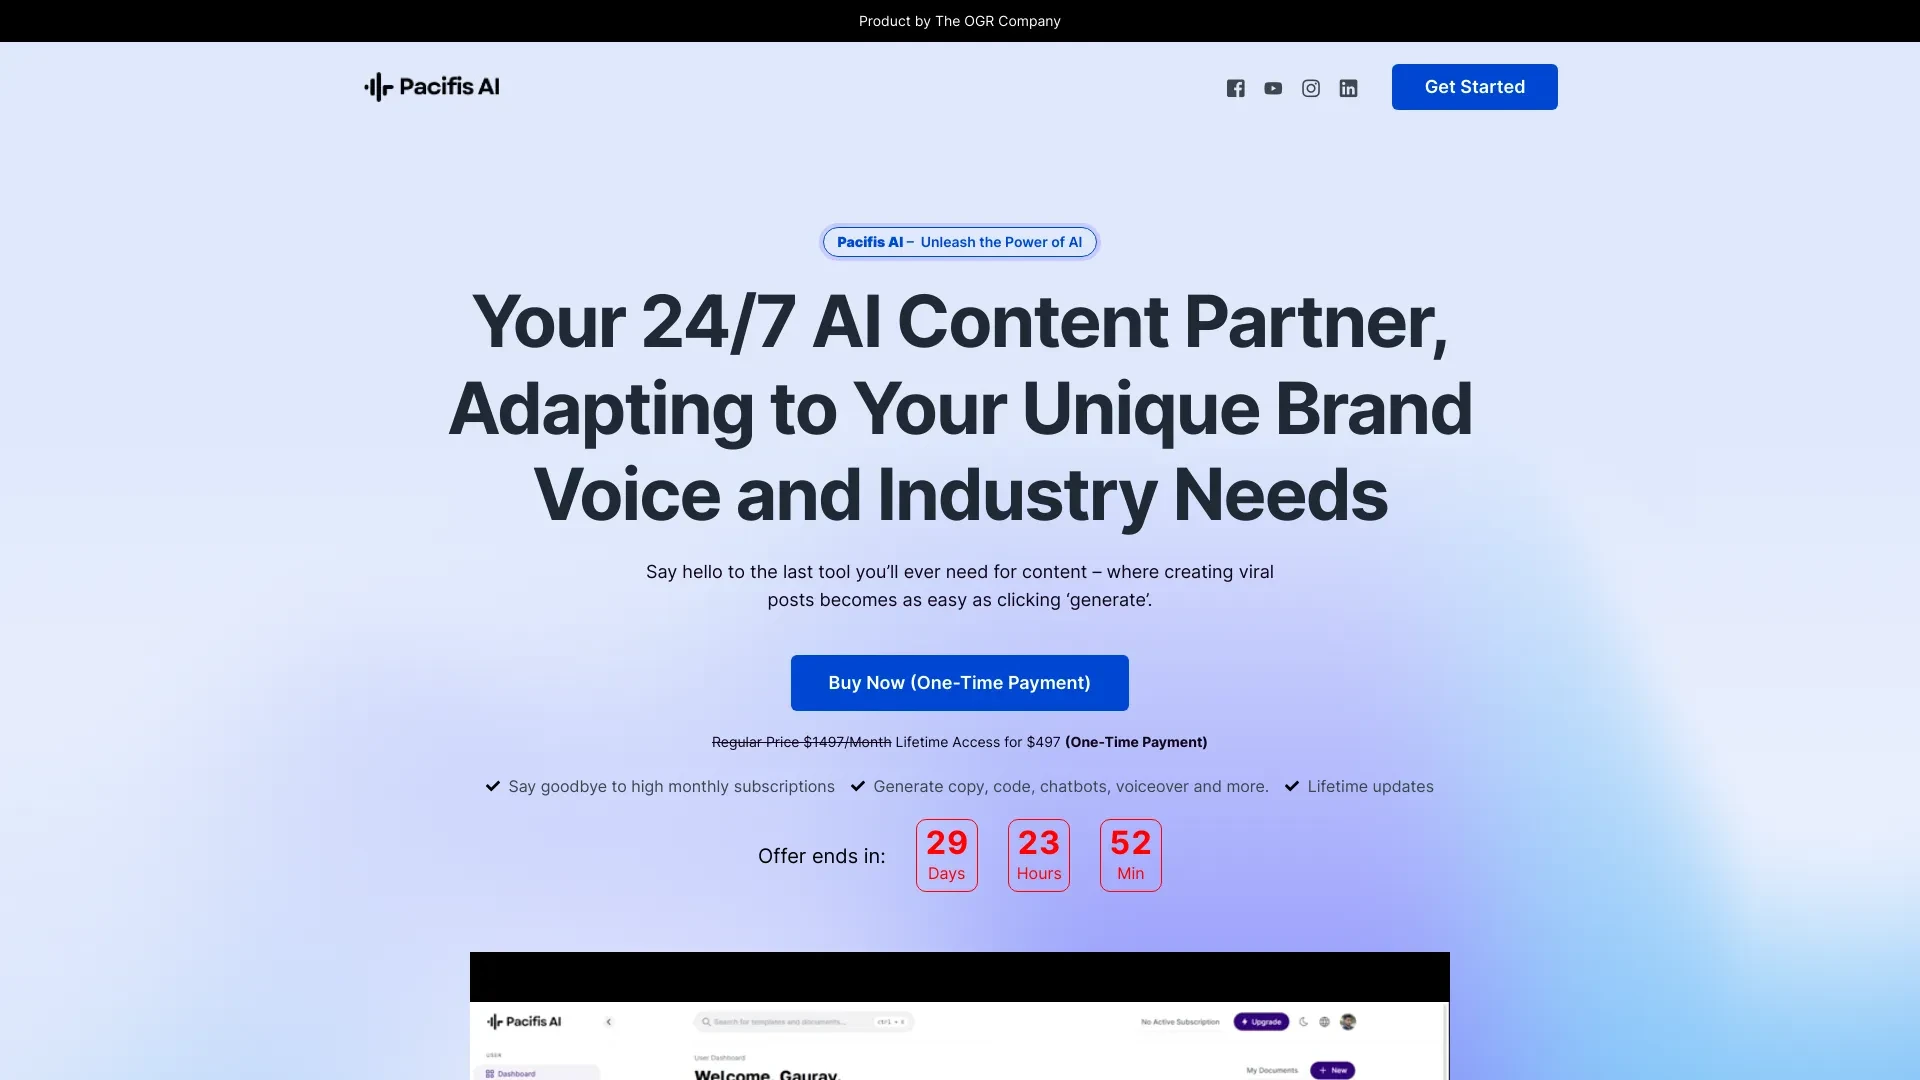 Product by The OGR Company
Pacifis AI
Get Started
Pacifis AI – Unleash the Power of AI
Your 24/7 AI Content Partner,
Adapting to Your Unique Brand
Voice and Industry Needs
Say hello to the last tool you’ll ever need for content – where creating viral
posts becomes as easy as clicking ‘generate’.
Buy Now (One-Time Payment)
Regular Price $1497/Month Lifetime Access for $497 (One-Time Payment)
Say goodbye to high monthly subscriptions Generate copy, code, chatbots, voiceover and more. Lifetime updates
Offer ends in: 29 Days 23 Hours 52 Min
Pacifis AI Search for templates and documents... No Active Subscription Upgrade
USER User Dashboard
Dashboard Welcome, Gaurav. My Documents + New